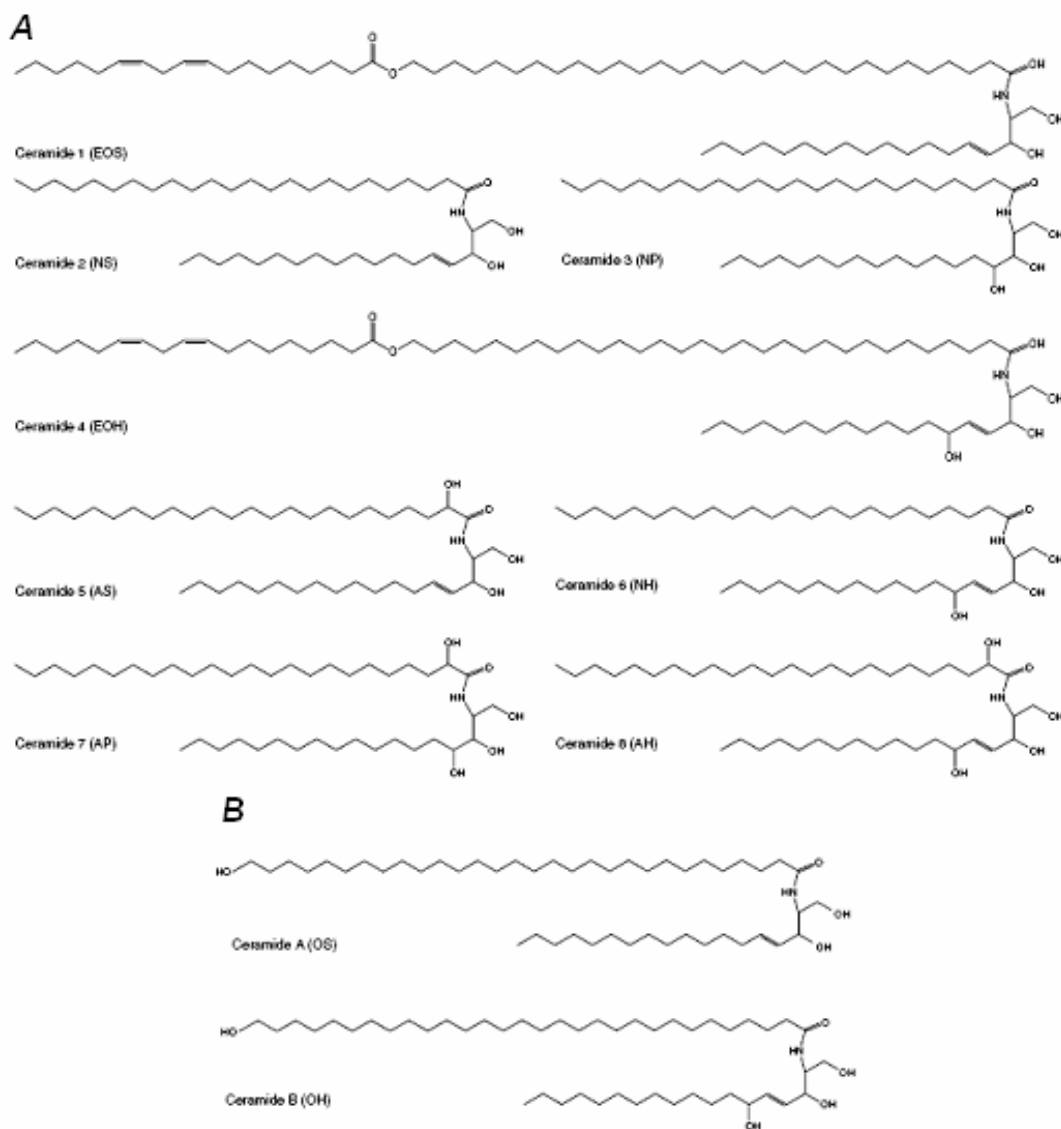 A
O
O
OH
HN
OH
OH
Ceramide 1 (EOS)
O
HN
OH
OH
Ceramide 2 (NS)
O
HN
OH
OH
OH
Ceramide 3 (NP)
O
O
OH
HN
OH
OH
OH
Ceramide 4 (EOH)
OH
O
HN
OH
OH
Ceramide 5 (AS)
O
HN
OH
OH
OH
Ceramide 6 (NH)
OH
O
HN
OH
OH
OH
Ceramide 7 (AP)
OH
O
HN
OH
OH
OH
Ceramide 8 (AH)
B
HO
O
HN
OH
OH
Ceramide A (OS)
HO
O
HN
OH
OH
OH
Ceramide B (OH)